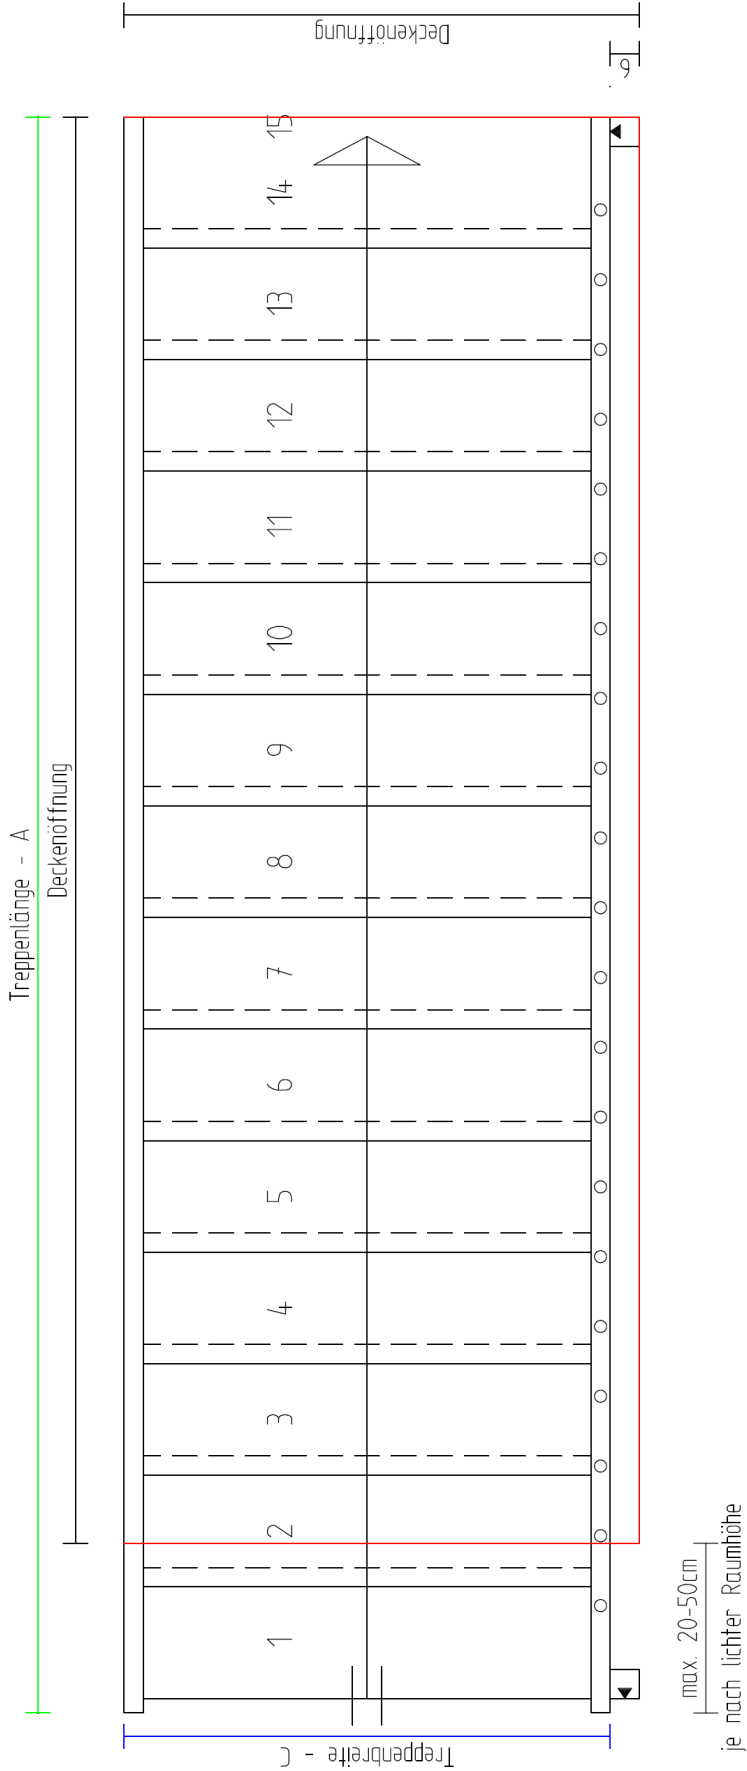 Deckenöffnung
6
Treppenlänge - A
Deckenöffnung
15
14
13
12
11
10
9
8
7
6
5
4
3
2
1
max. 20-50cm
je nach lichter Raumhöhe
Treppenbreite - C